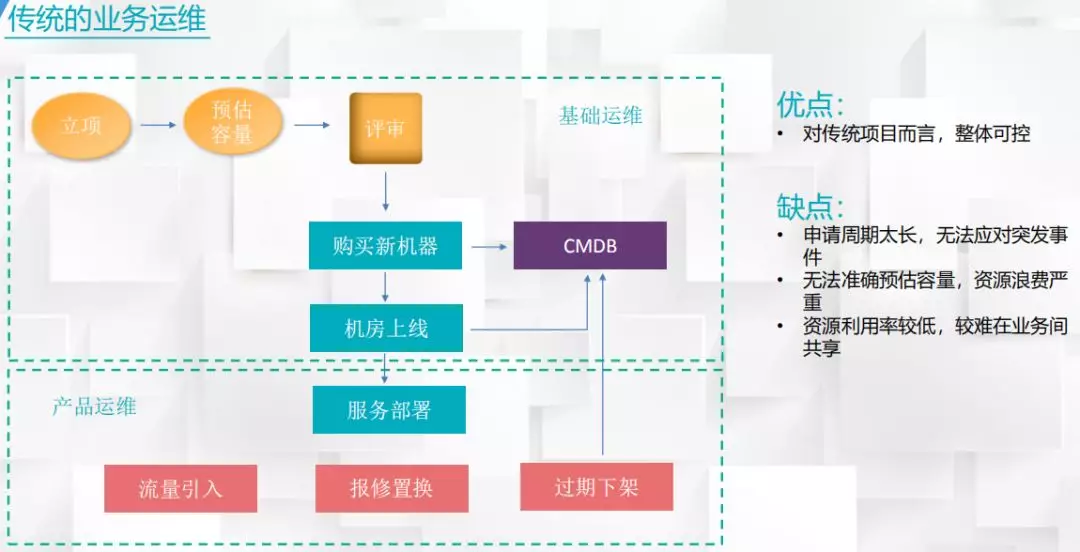 传统的业务运维
立项
预估
容量
评审
基础运维
购买新机器
CMDB
机房上线
产品运维
服务部署
流量引入
报修置换
过期下架
优点：
• 对传统项目而言，整体可控
缺点：
• 申请周期太长，无法应对突发事
件
• 无法准确预估容量，资源浪费严
重
• 资源利用率较低，较难在业务间
共享